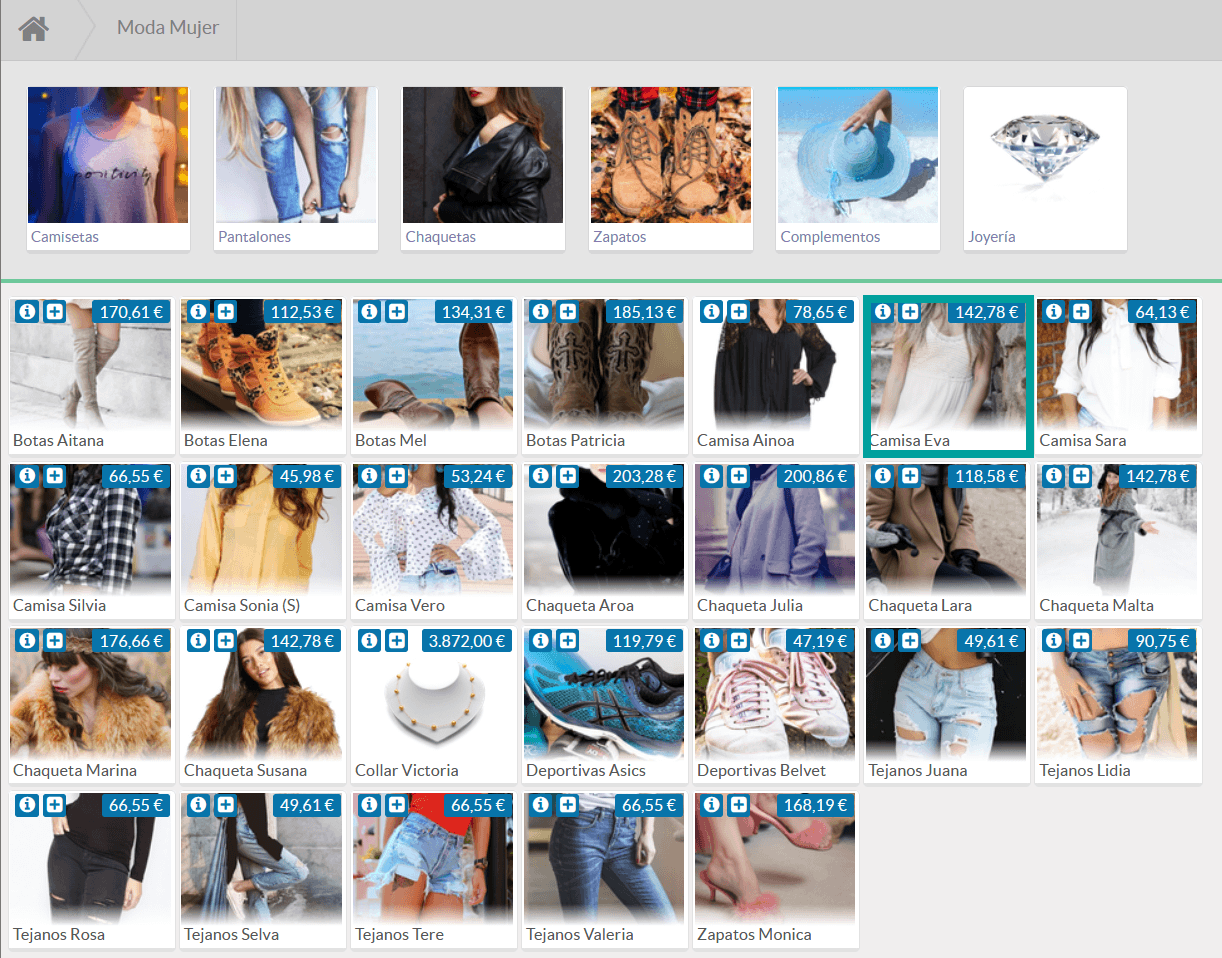 Moda Mujer
positivity
Camisetas
Pantalones
Chaquetas
Zapatos
Complementos
Joyería
170,61 €
Botas Aitana
112,53 €
Botas Elena
134,31 €
Botas Mel
185,13 €
Botas Patricia
78,65 €
Camisa Ainoa
142,78 €
Camisa Eva
64,13 €
Camisa Sara
66,55 €
Camisa Silvia
45,98 €
Camisa Sonia (S)
53,24 €
Camisa Vero
203,28 €
Chaqueta Aroa
200,86 €
Chaqueta Julia
118,58 €
Chaqueta Lara
142,78 €
Chaqueta Malta
176,66 €
Chaqueta Marina
142,78 €
Chaqueta Susana
3.872,00 €
Collar Victoria
119,79 €
Deportivas Asics
47,19 €
Deportivas Belvet
49,61 €
Tejanos Juana
90,75 €
Tejanos Lidia
66,55 €
Tejanos Rosa
49,61 €
Tejanos Selva
66,55 €
Tejanos Tere
66,55 €
Tejanos Valeria
168,19 €
Zapatos Monica